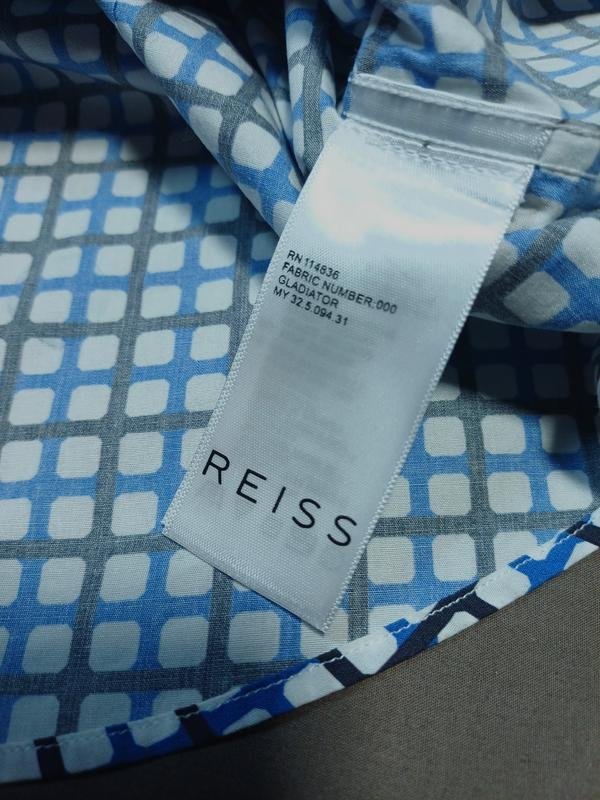 RN 114836
FABRIC NUMBER:000
GLADIATOR
MY 32.5.094.31
REISS